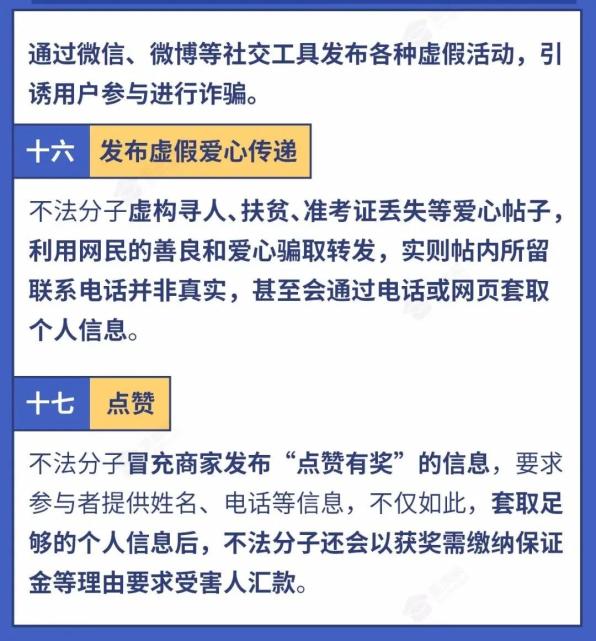 通过微信、微博等社交工具发布各种虚假活动，引
诱用户参与进行诈骗。
十六 发布虚假爱心传递
不法分子虚构寻人、扶贫、准考证丢失等爱心帖子，
利用网民的善良和爱心骗取转发，实则帖内所留
联系电话并非真实，甚至会通过电话或网页套取
个人信息。
十七 点赞
不法分子冒充商家发布“点赞有奖”的信息，要求
参与者提供姓名、电话等信息，不仅如此，套取足
够的个人信息后，不法分子还会以获奖需缴纳保证
金等理由要求受害人汇款。